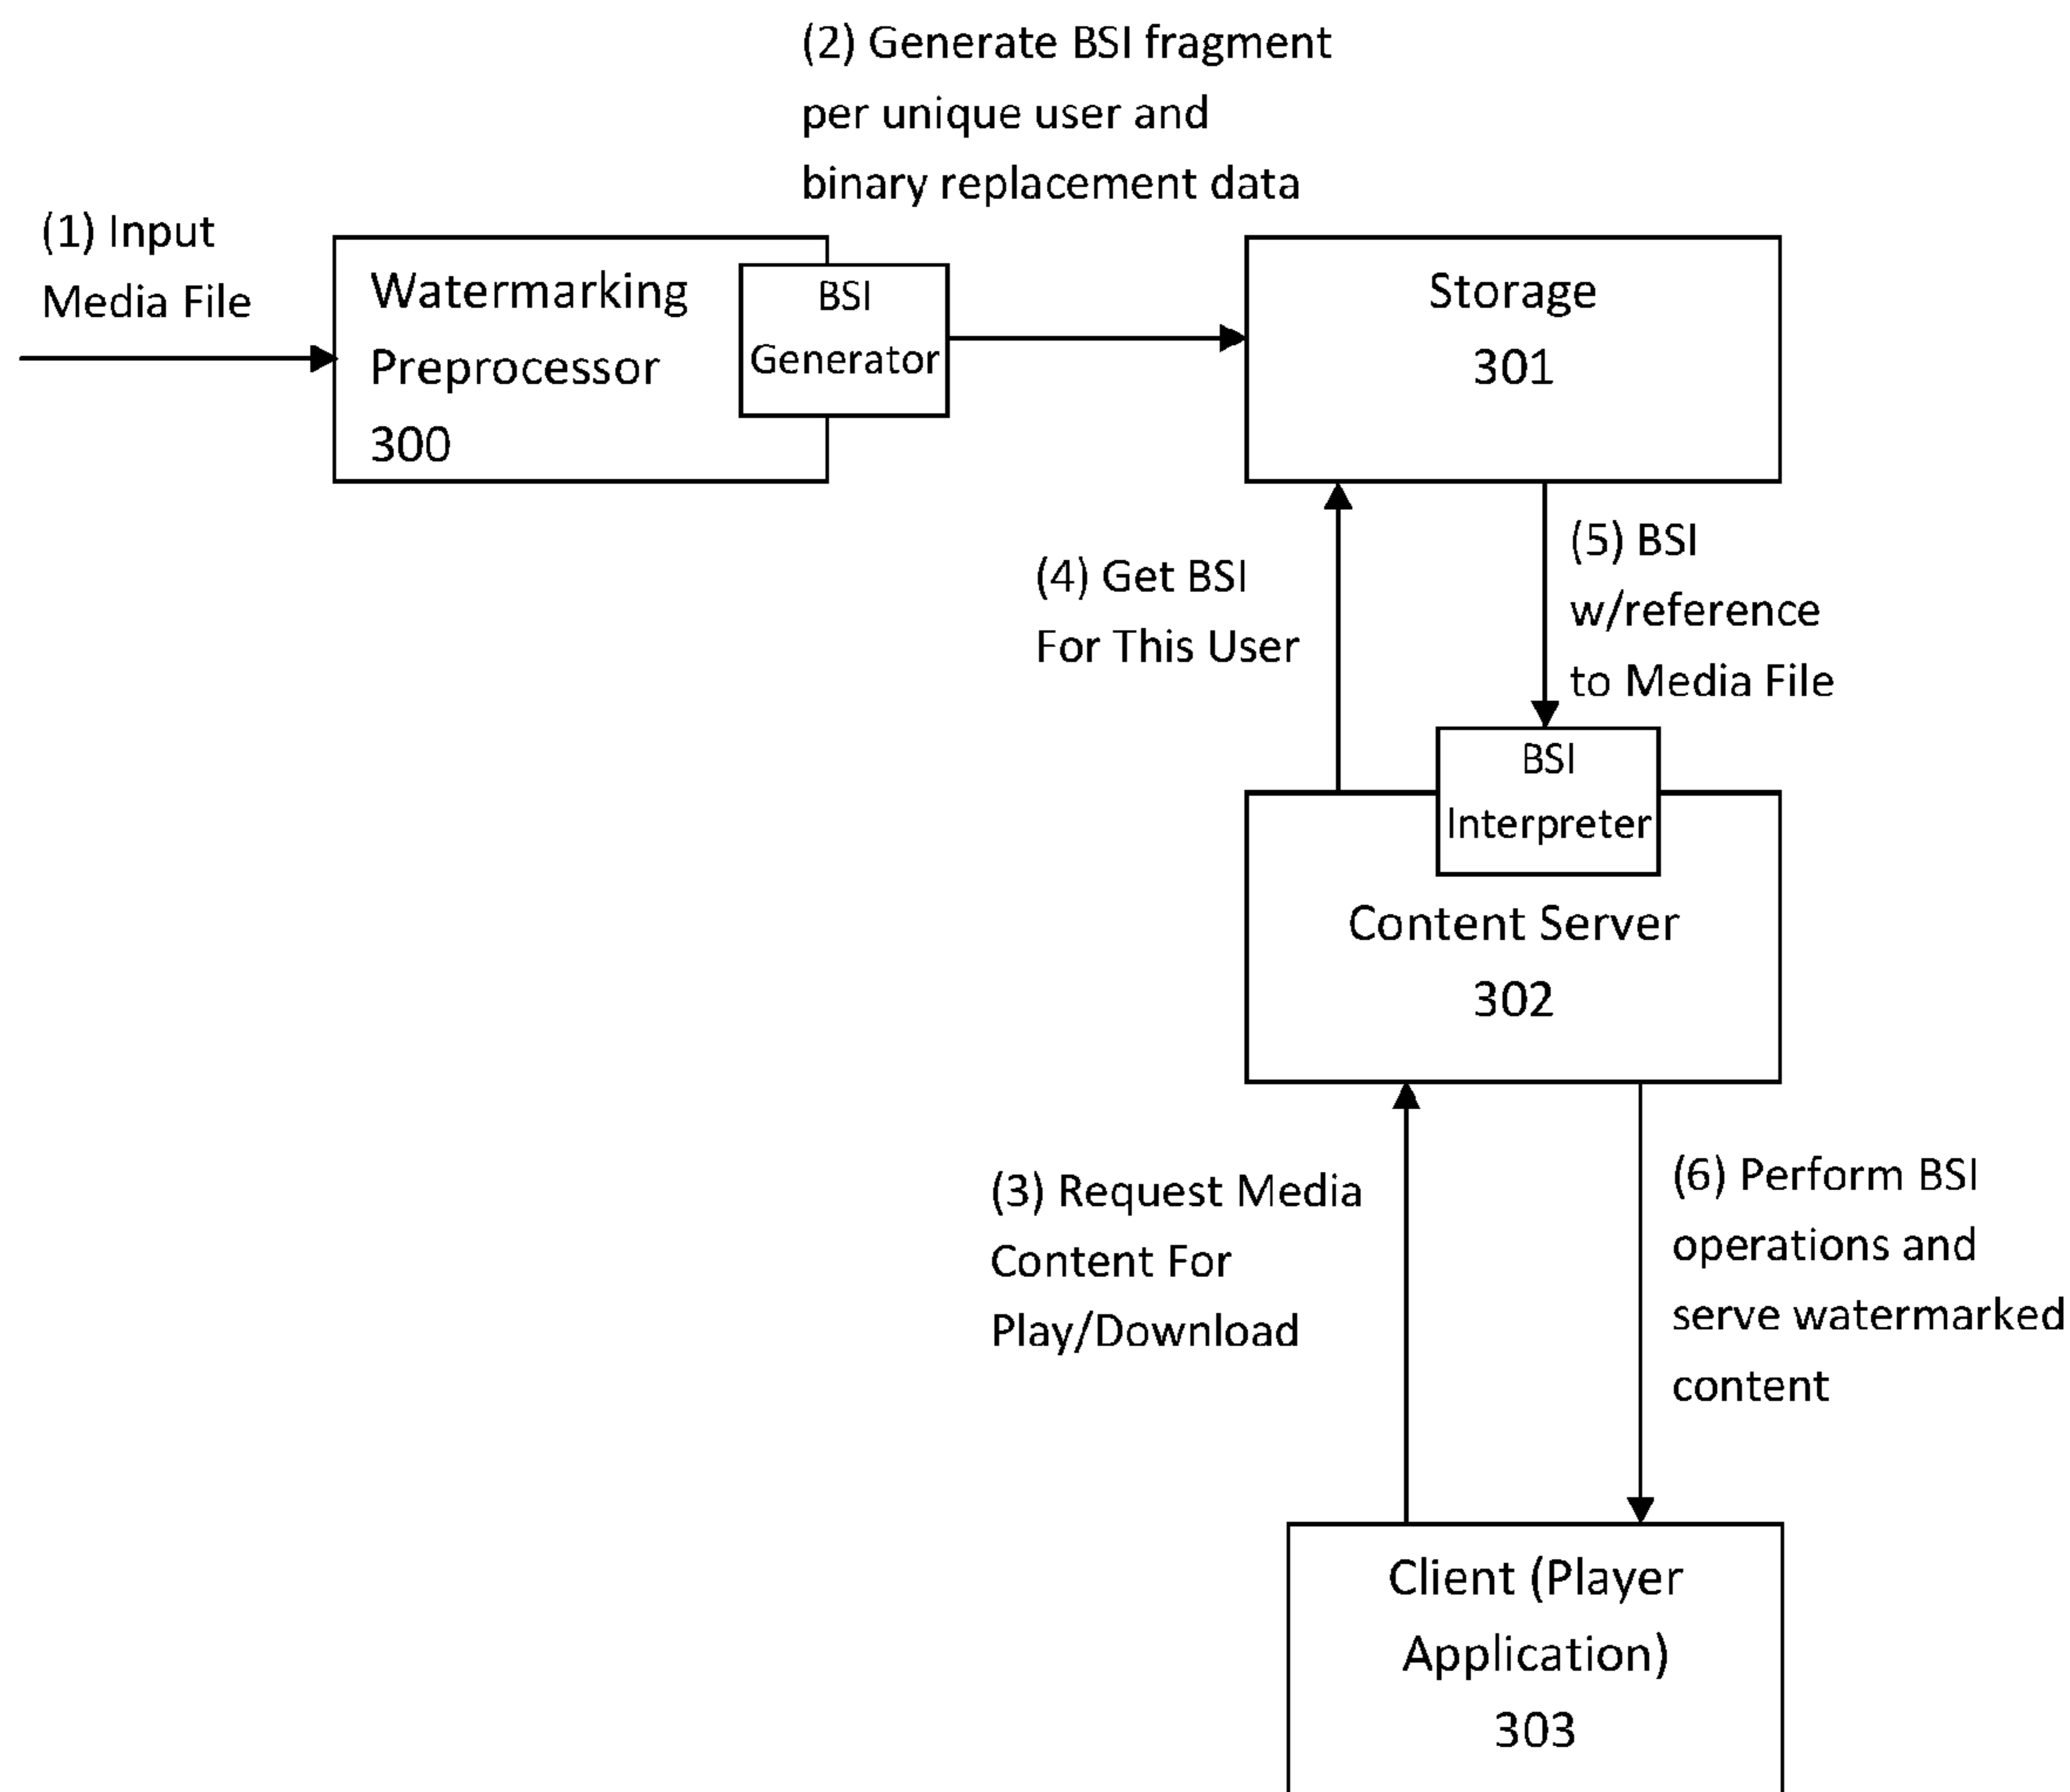 (2) Generate BSI fragment
per unique user and
binary replacement data
(1) Input
Media File
Watermarking
Preprocessor
300
BSI
Generator
Storage
301
(4) Get BSI
For This User
(5) BSI
w/reference
to Media File
BSI
Interpreter
Content Server
302
(3) Request Media
Content For
Play/Download
(6) Perform BSI
operations and
serve watermarked
content
Client (Player
Application)
303